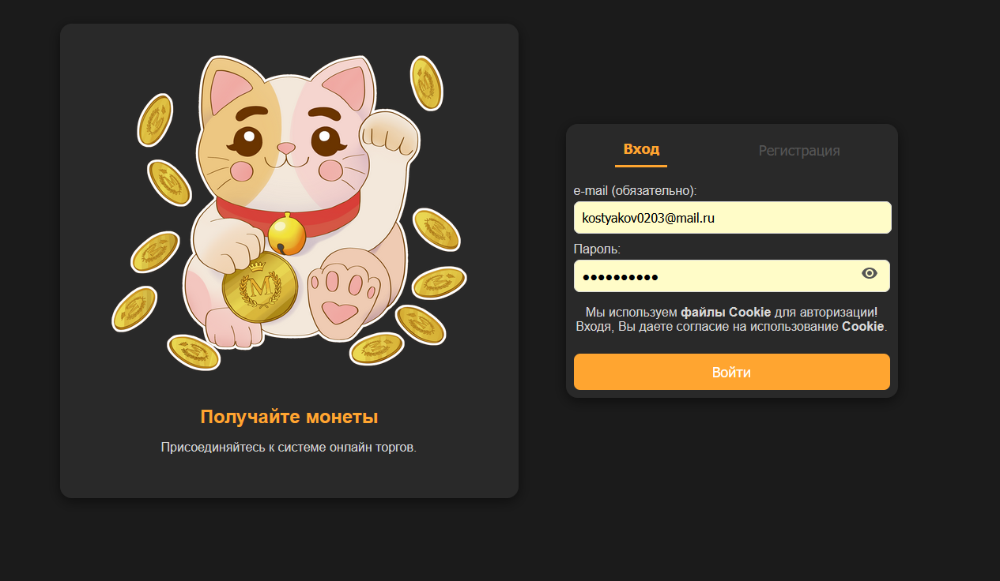 Получайте монеты
Присоединяйтесь к системе онлайн торгов.
Вход
Регистрация
e-mail (обязательно):
kostyakov0203@mail.ru
Пароль:
●●●●●●●●●●
Мы используем файлы Cookie для авторизации!
Входя, Вы даете согласие на использование Cookie.
Войти
M